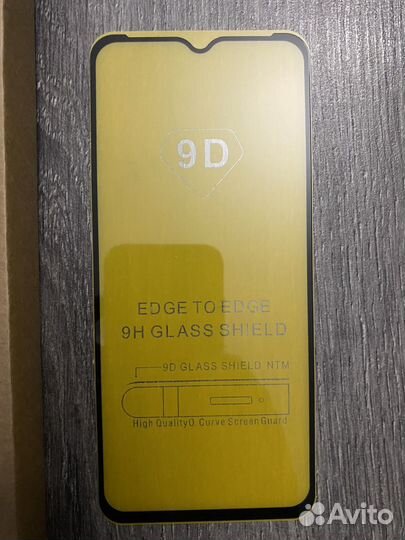 9D
EDGE TO EDGE
9H GLASS SHIELD
9D GLASS SHIELD NTM
High QualityO. Curve Screen Guard
Avito